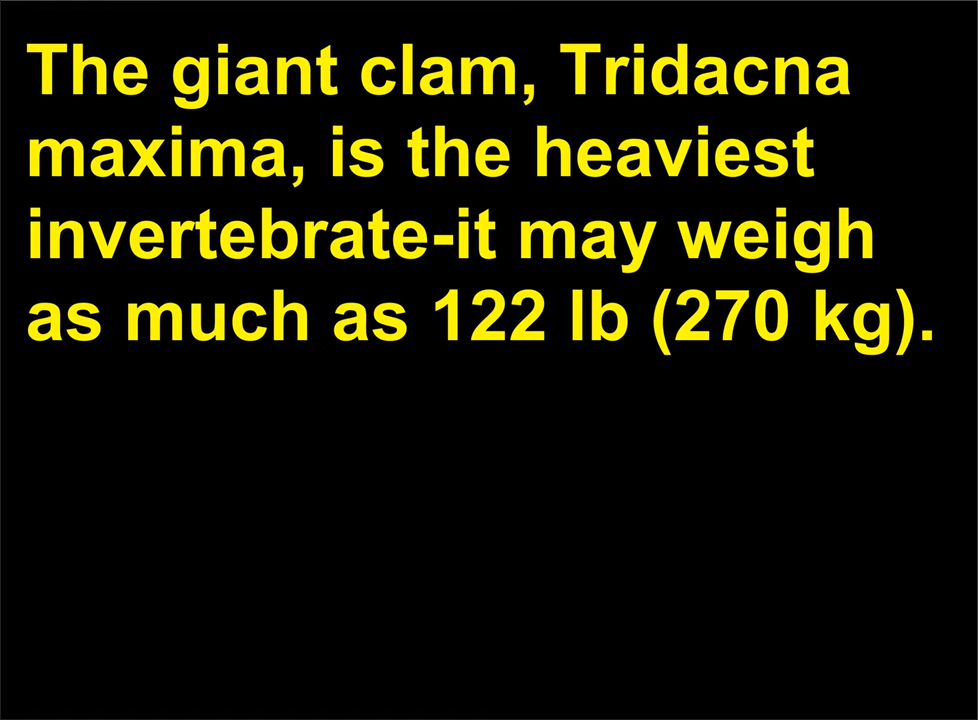 The giant clam, Tridacna
maxima, is the heaviest
invertebrate-it may weigh
as much as 122 lb (270 kg).